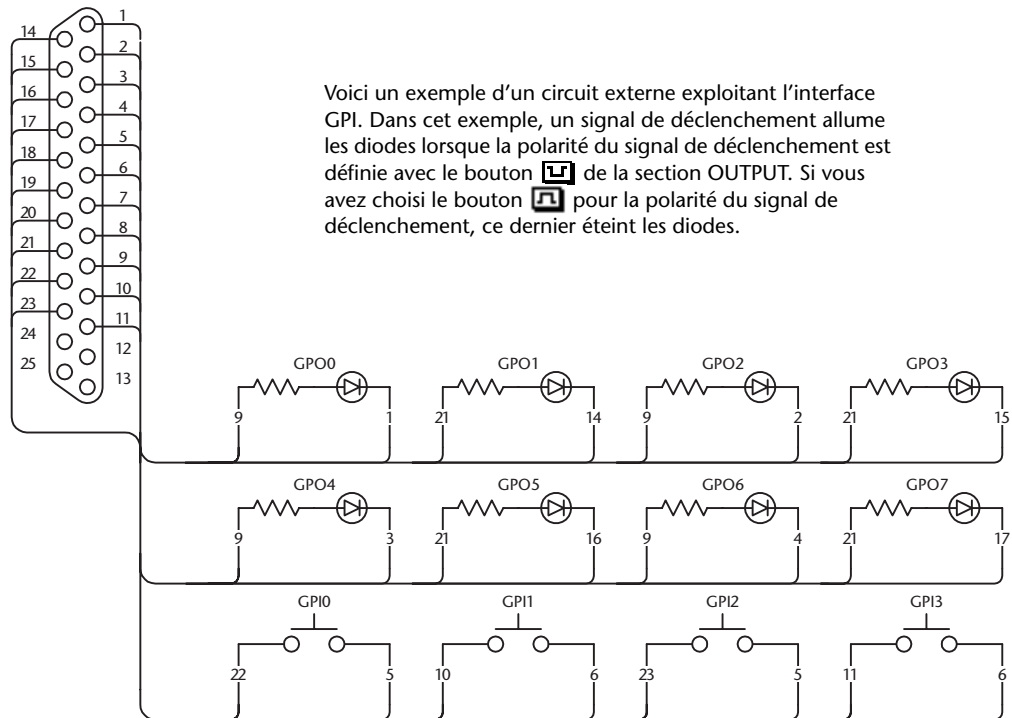 1
14
2
15
3
16
4
17
5
18
6
19
7
20
8
21
9
22
10
23
11
24
12
25
13
Voici un exemple d'un circuit externe exploitant l'interface
GPI. Dans cet exemple, un signal de déclenchement allume
les diodes lorsque la polarité du signal de déclenchement est
définie avec le bouton de la section OUTPUT. Si vous
avez choisi le bouton pour la polarité du signal de
déclenchement, ce dernier éteint les diodes.
GPO0 GPO1 GPO2 GPO3
9 1 21 14 9 2 21 15
GPO4 GPO5 GPO6 GPO7
9 3 21 16 9 4 21 17
GPI0 GPI1 GPI2 GPI3
22 5 10 6 23 5 11 6